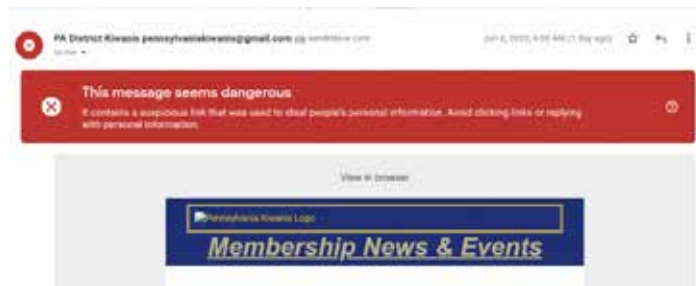 PA District Kiwanis pennsylvaniakiwanis@gmail.com
to me
This message seems dangerous
It contains a suspicious link that was used to steal people's personal information. Avoid clicking links or replying
with personal information.
View in browser
Pennsylvania Kiwanis Logo
Membership News & Events